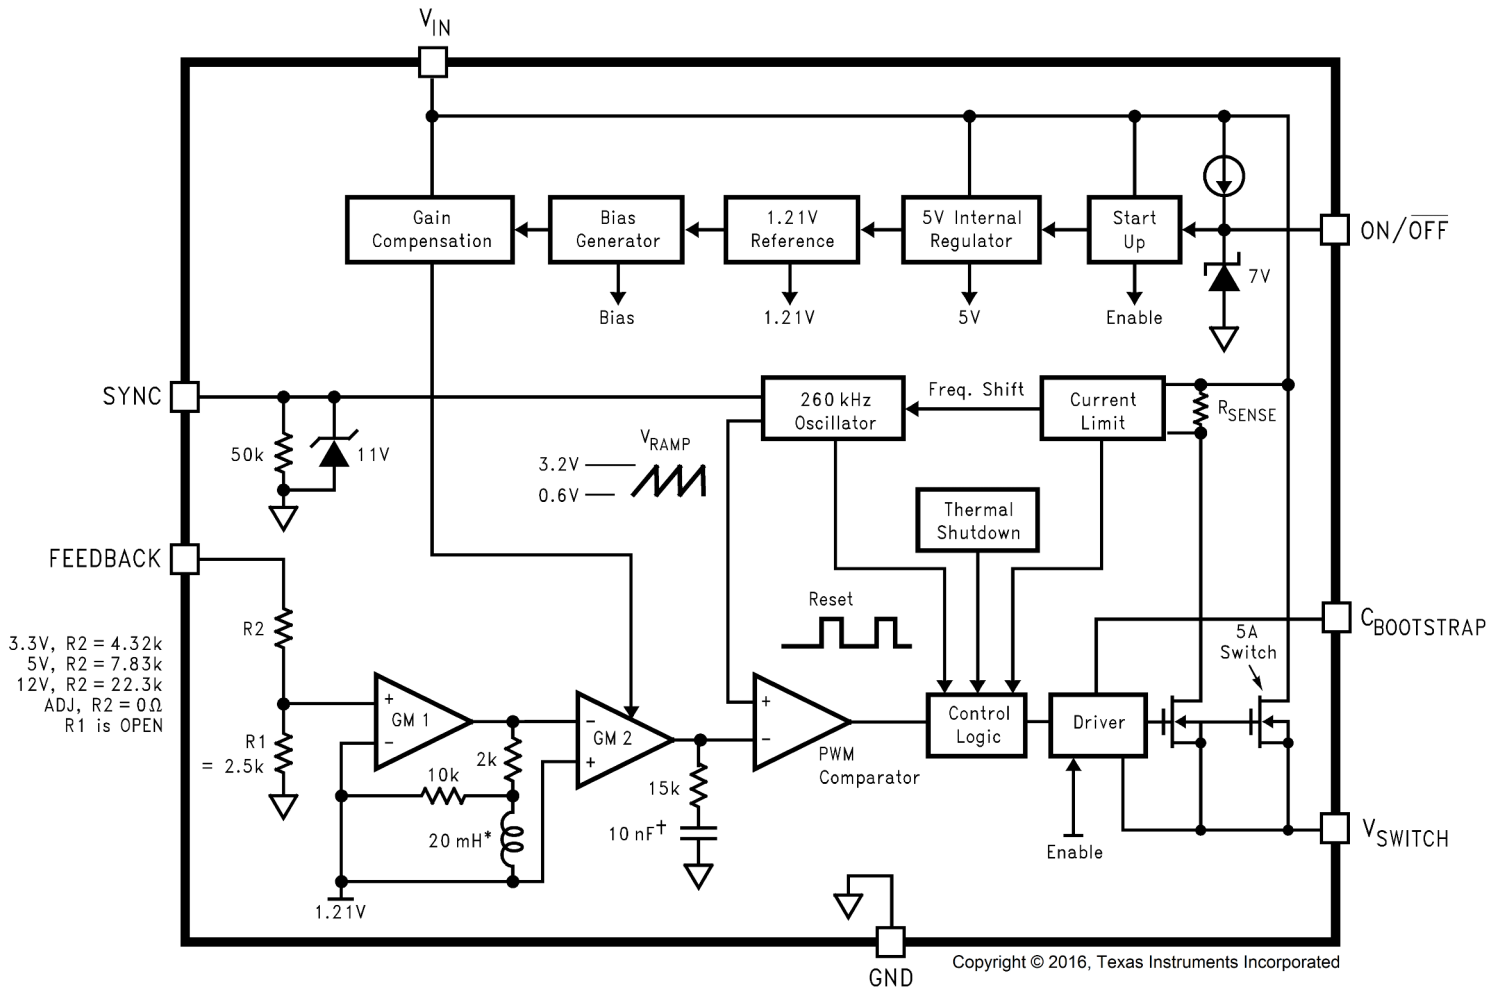 VIN
Gain
Compensation
Bias
Generator
1.21V
Reference
5V Internal
Regulator
Start
Up
ON/OFF
7V
Bias
1.21V
5V
Enable
SYNC
260 kHz
Oscillator
Freq. Shift
Current
Limit
RSENSE
50k
11V
VRAMP
3.2V
0.6V
Thermal
Shutdown
FEEDBACK
Reset
R2
3.3V, R2 = 4.32k
5V, R2 = 7.83k
12V, R2 = 22.3k
ADJ, R2 = 0Ω
R1 is OPEN
CBOOTSTRAP
5A
Switch
+
GM 1
−
−
GM 2
+
+
−
PWM
Comparator
Control
Logic
Driver
R1
= 2.5k
2k
10k
15k
20 mH*
10 nF†
Enable
VSWITCH
1.21V
GND
Copyright © 2016, Texas Instruments Incorporated